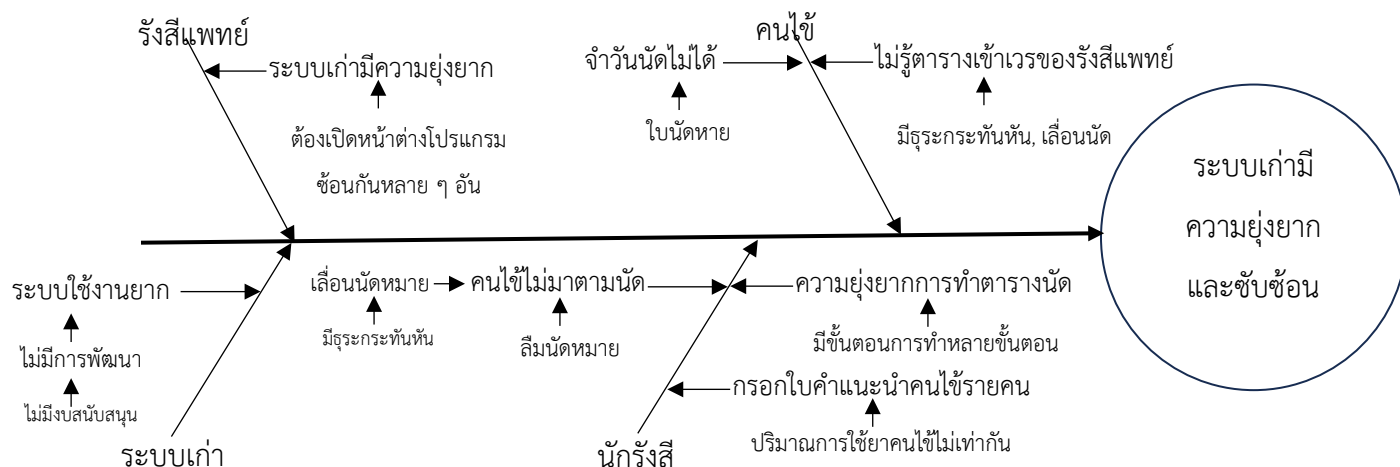 รังสีแพทย์
ระบบเก่ามีความยุ่งยาก
ต้องเปิดหน้าต่างโปรแกรม
ซ้อนกันหลาย ๆ อัน
คนไข้
จำวันนัดไม่ได้
ใบนัดหาย
ไม่รู้ตารางเข้าเวรของรังสีแพทย์
มีธุระกระทันหัน, เลื่อนนัด
ระบบเก่ามี
ความยุ่งยาก
และซับซ้อน
ระบบใช้งานยาก
ไม่มีการพัฒนา
ไม่มีงบสนับสนุน
ระบบเก่า
เลื่อนนัดหมาย
มีธุระกระทันหัน
คนไข้ไม่มาตามนัด
ลืมนัดหมาย
ความยุ่งยากการทำตารางนัด
มีขั้นตอนการทำหลายขั้นตอน
กรอกใบคำแนะนำคนไข้รายคน
ปริมาณการใช้ยาคนไข้ไม่เท่ากัน
นักรังสี